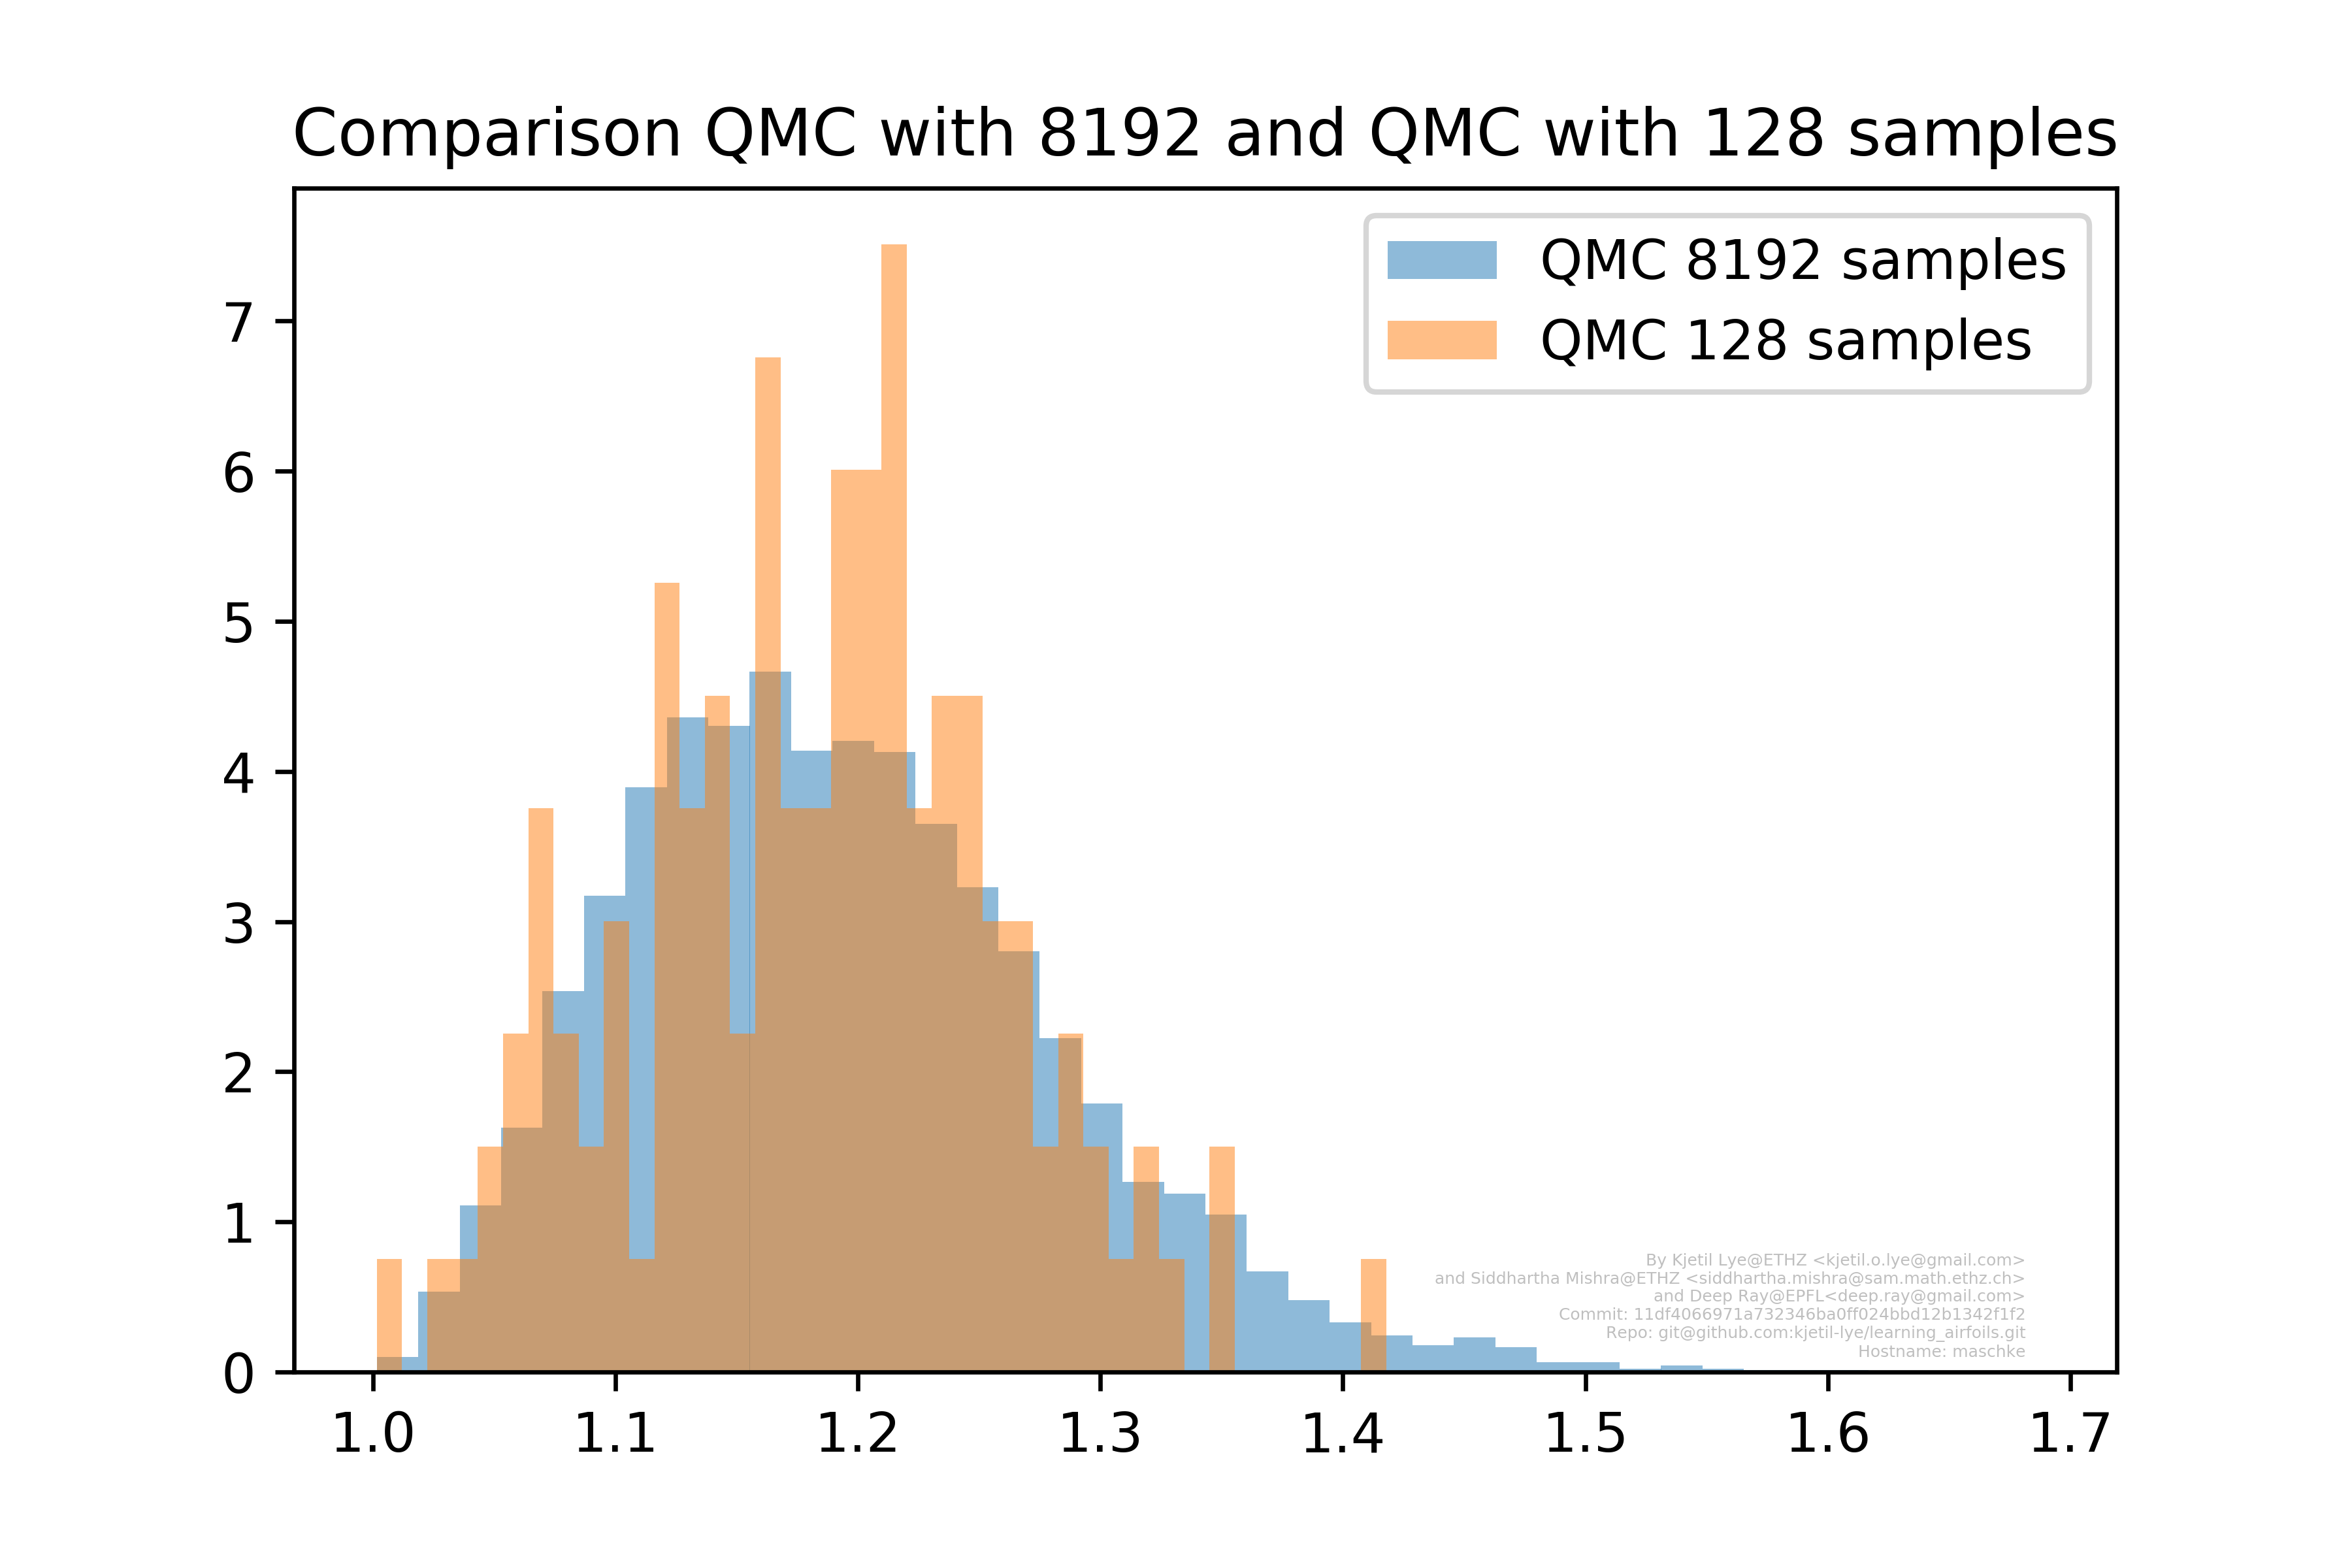 Comparison QMC with 8192 and QMC with 128 samples
QMC 8192 samples
QMC 128 samples
7
6
5
4
3
2
1
0
By Kjetil Lye@ETHZ <kjetil.o.lye@gmail.com>
and Siddhartha Mishra@ETHZ <siddhartha.mishra@sam.math.ethz.ch>
and Deep Ray@EPFL<deep.ray@gmail.com>
Commit: 11df4066971a732346ba0ff024bbd12b1342f1f2
Repo: git@github.com:kjetil-lye/learning_airfoils.git
Hostname: maschke
1.0 1.1 1.2 1.3 1.4 1.5 1.6 1.7